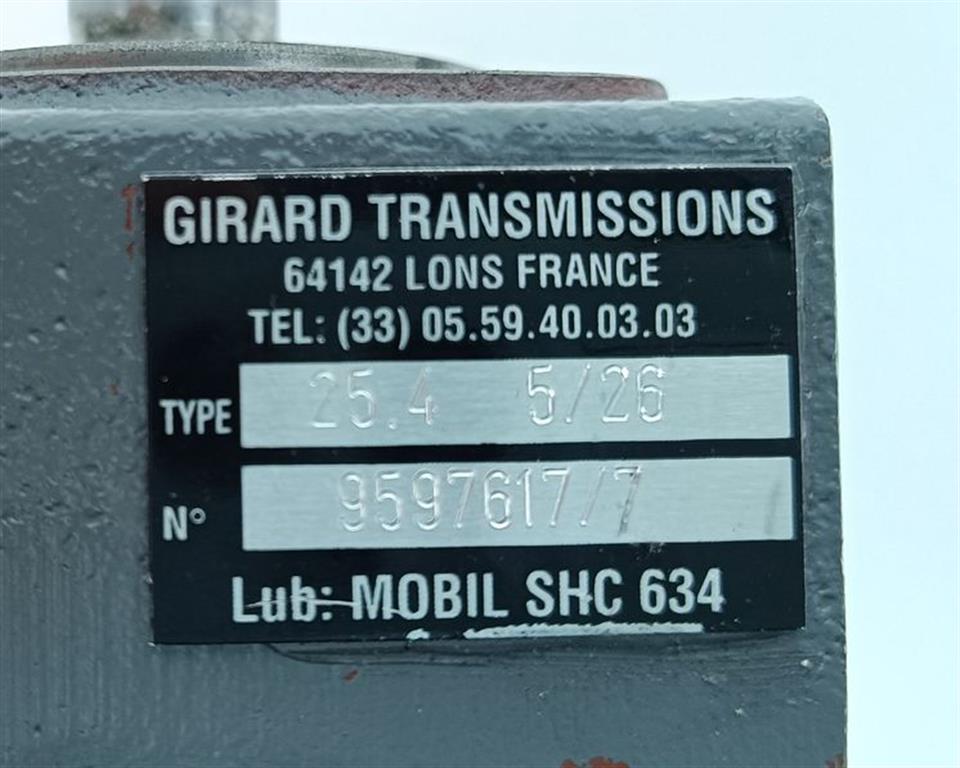 GIRARD TRANSMISSIONS
64142 LONS FRANCE
TEL: (33) 05.59.40.03.03
TYPE 25.4 5/26
N° 9597617/7
Lub: MOBIL SHC 634